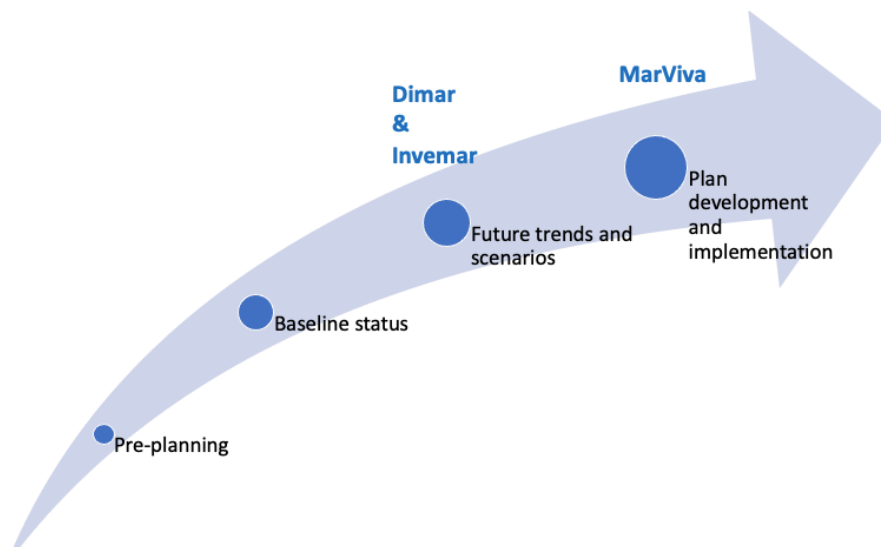 MarViva
Dimar
&
Invemar
Plan
development
and
implementation
Future trends and
scenarios
Baseline status
Pre-planning